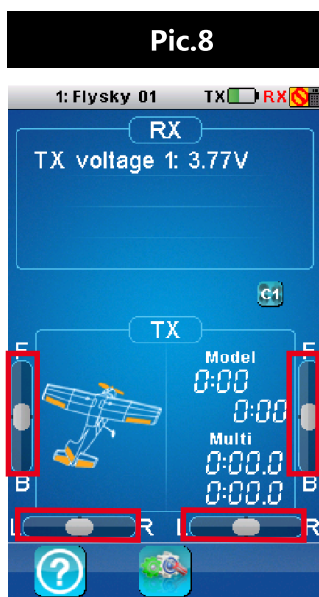 Pic.8
1: Flysky 01 TX RX
RX
TX voltage 1: 3.77V
C1
TX
F F
Model
0:00
0:00
Multi
0:00.0
B B
0:00.0
L R L R
?